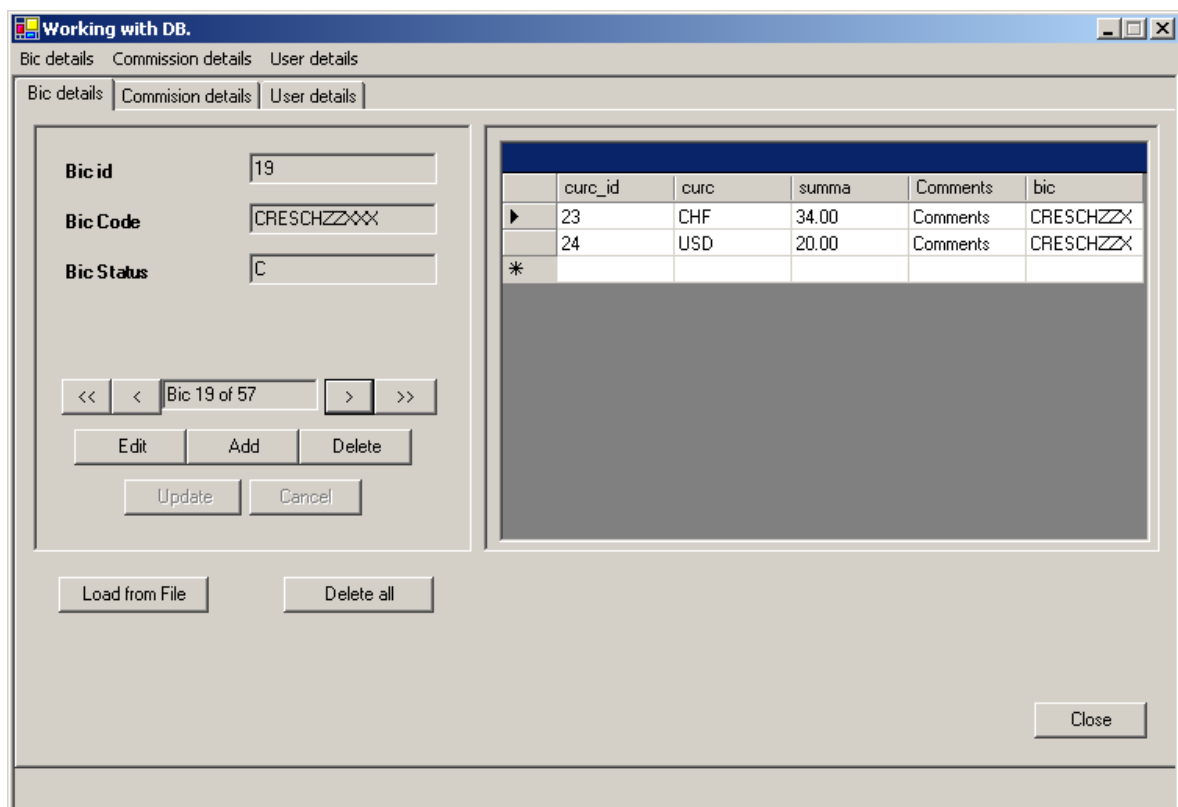 Working with DB.
Bic details Commission details User details
Bic details Commision details User details
Bic id 19
Bic Code CRESCHZZXXX
Bic Status C
<< < Bic 19 of 57 > >>
Edit Add Delete
Update Cancel
Load from File Delete all
curc_id curc summa Comments bic
23 CHF 34.00 Comments CRESCHZZX
24 USD 20.00 Comments CRESCHZZX
Close